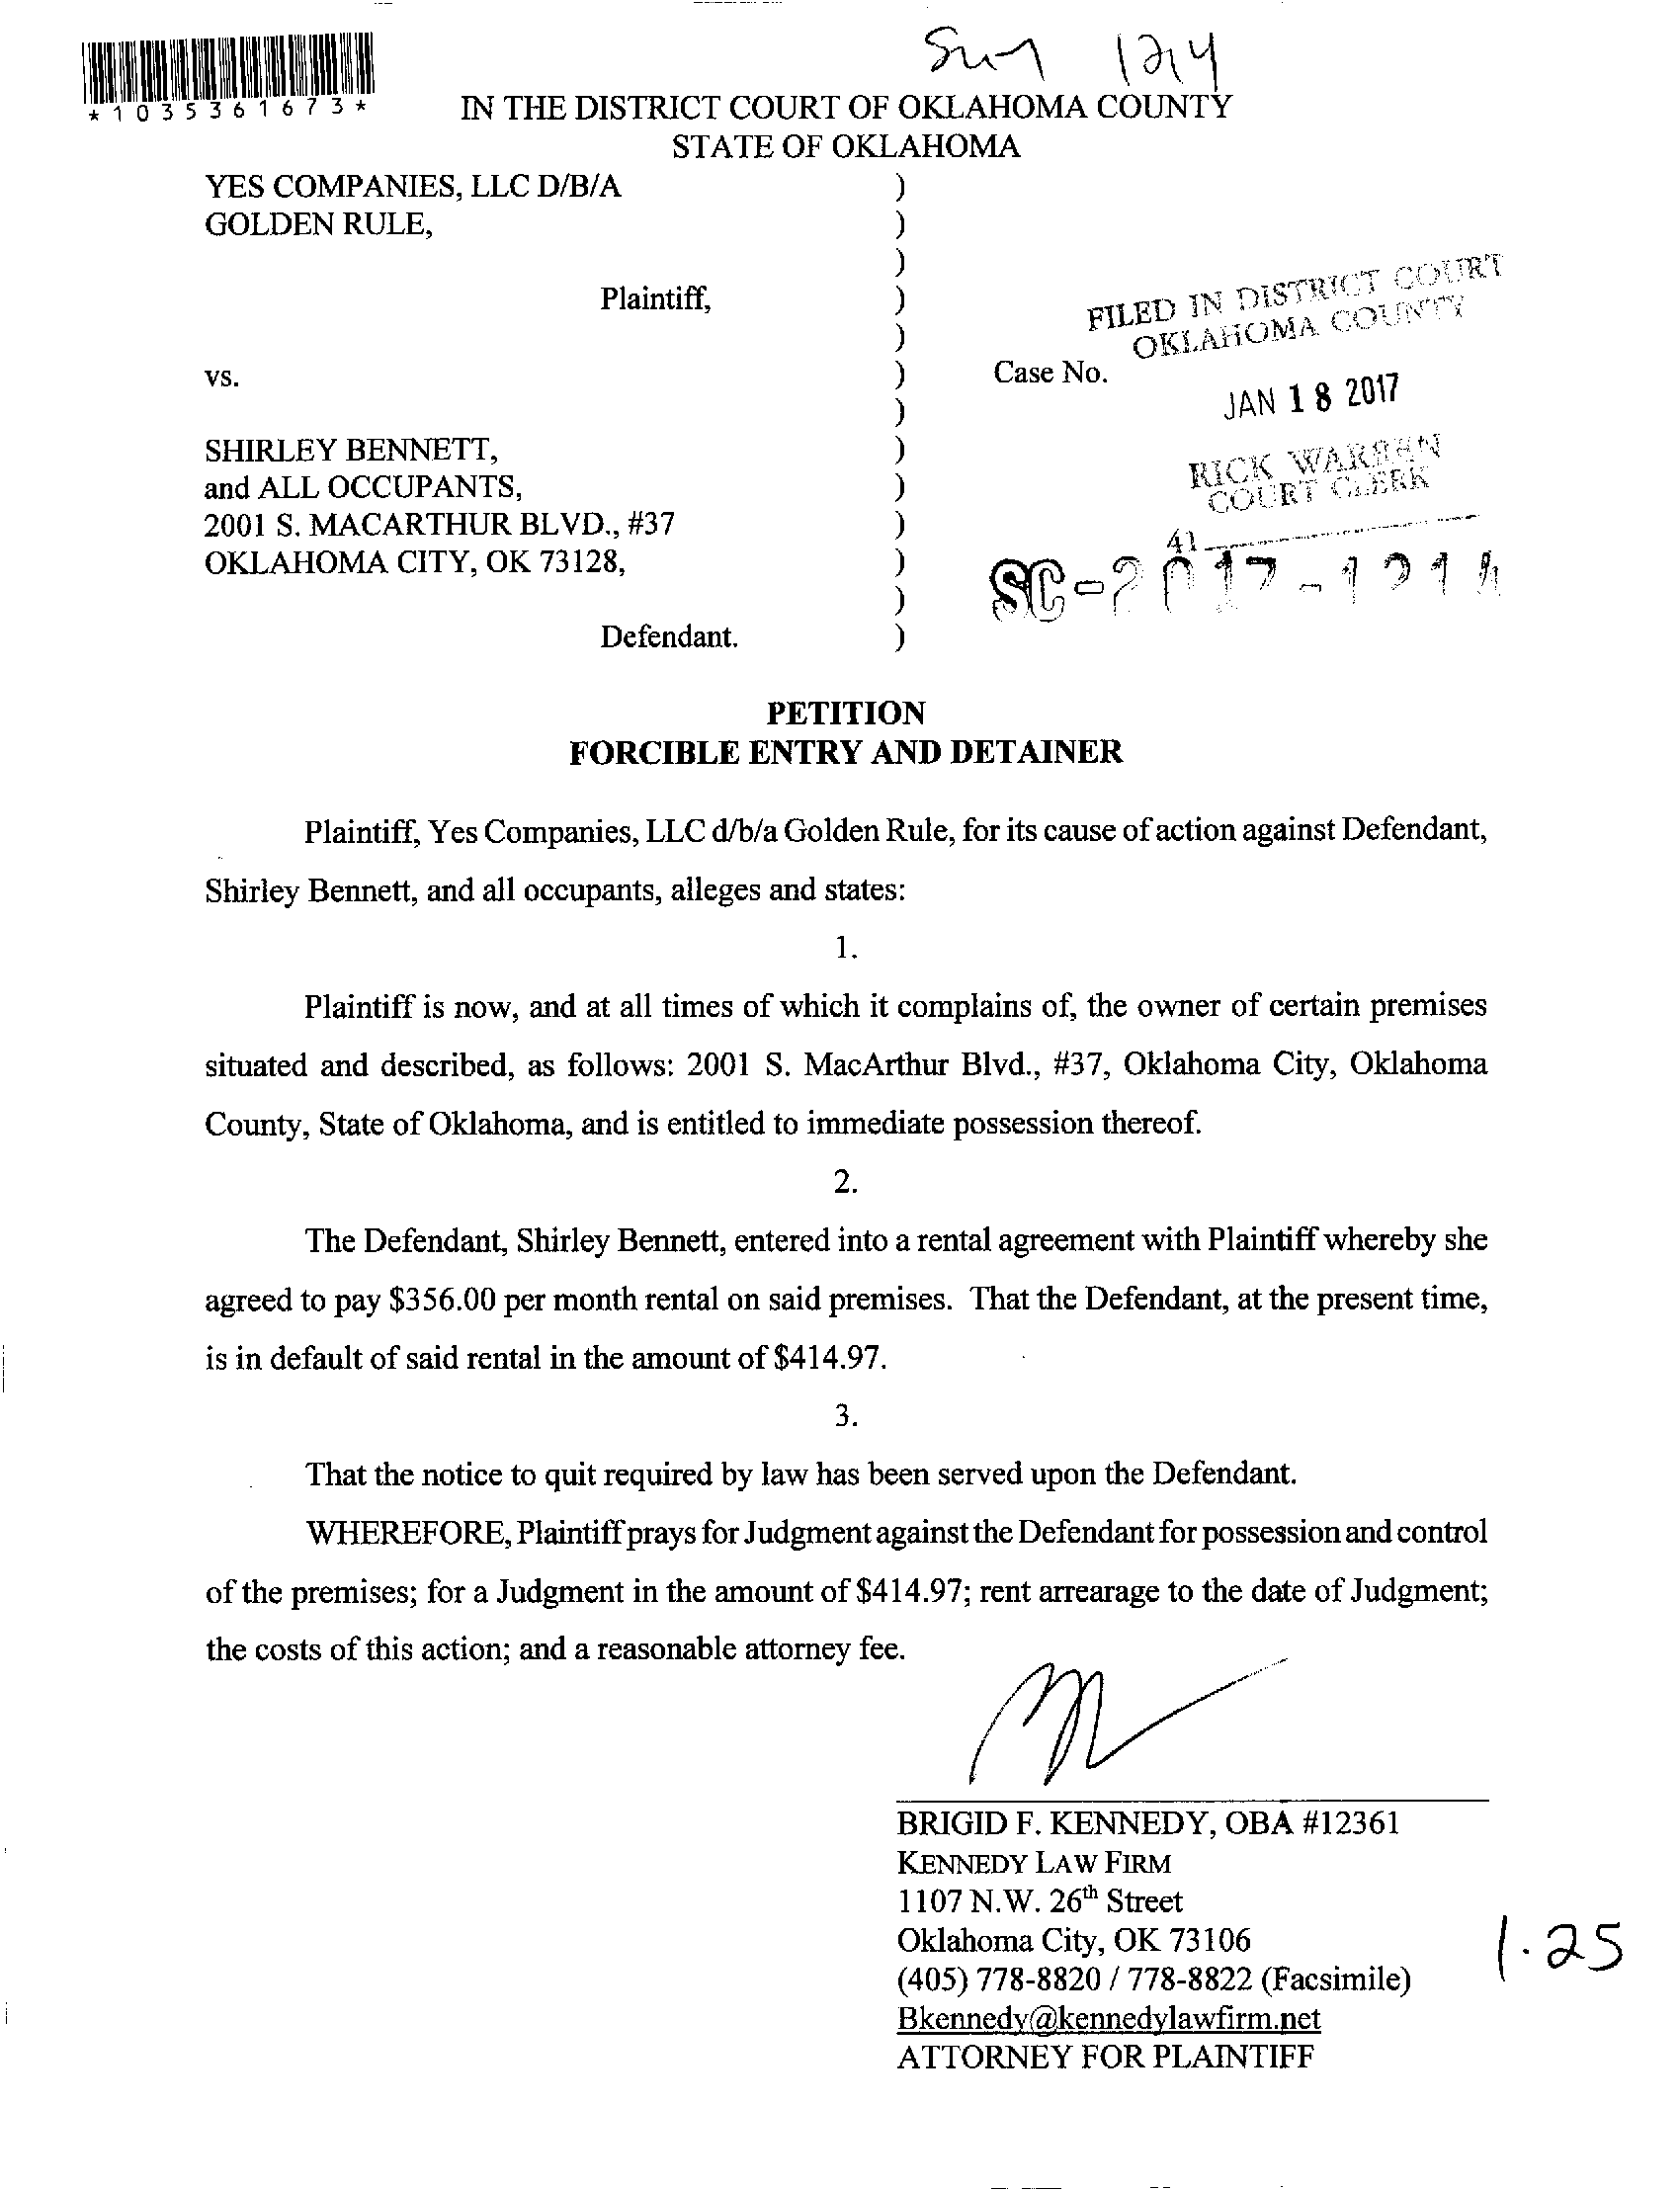 1214
*1035361673*
IN THE DISTRICT COURT OF OKLAHOMA COUNTY
STATE OF OKLAHOMA
YES COMPANIES, LLC D/B/A )
GOLDEN RULE, )
)
Plaintiff, )
)
vs. ) Case No.
)
SHIRLEY BENNETT, )
and ALL OCCUPANTS, )
2001 S. MACARTHUR BLVD., #37 )
OKLAHOMA CITY, OK 73128, )
)
Defendant. )
FILED IN DISTRICT COURT
OKLAHOMA COUNTY
JAN 18 2017
RICK WARREN
COURT CLERK
41
SC-2017-1214
PETITION
FORCIBLE ENTRY AND DETAINER
Plaintiff, Yes Companies, LLC d/b/a Golden Rule, for its cause of action against Defendant,
Shirley Bennett, and all occupants, alleges and states:
1.
Plaintiff is now, and at all times of which it complains of, the owner of certain premises
situated and described, as follows: 2001 S. MacArthur Blvd., #37, Oklahoma City, Oklahoma
County, State of Oklahoma, and is entitled to immediate possession thereof.
2.
The Defendant, Shirley Bennett, entered into a rental agreement with Plaintiff whereby she
agreed to pay $356.00 per month rental on said premises. That the Defendant, at the present time,
is in default of said rental in the amount of $414.97.
3.
That the notice to quit required by law has been served upon the Defendant.
WHEREFORE, Plaintiff prays for Judgment against the Defendant for possession and control
of the premises; for a Judgment in the amount of $414.97; rent arrearage to the date of Judgment;
the costs of this action; and a reasonable attorney fee.
BRIGID F. KENNEDY, OBA #12361
KENNEDY LAW FIRM
1107 N.W. 26th Street
Oklahoma City, OK 73106
(405) 778-8820 / 778-8822 (Facsimile)
Bkennedy@kennedylawfirm.net
ATTORNEY FOR PLAINTIFF
1.25